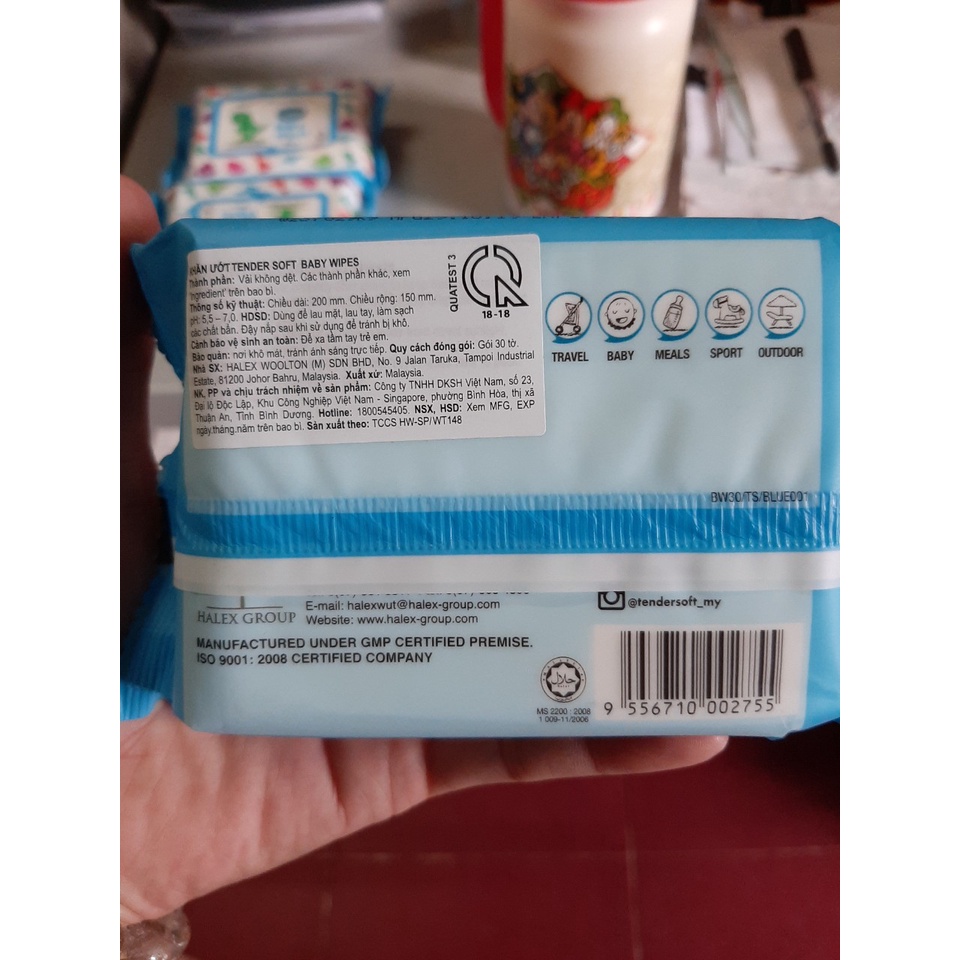 KHĂN ƯỚT TENDER SOFT BABY WIPES
Thành phần: Vải không dệt. Các thành phần khác, xem
'Ingredient' trên bao bì.
Thông số kỹ thuật: Chiều dài: 200 mm. Chiều rộng: 150 mm.
pH: 5,5 – 7,0. HDSD: Dùng để lau mặt, lau tay, làm sạch
các chất bẩn. Đậy nắp sau khi sử dụng để tránh bị khô.
Cảnh báo vệ sinh an toàn: Để xa tầm tay trẻ em.
Bảo quản: nơi khô mát, tránh ánh sáng trực tiếp. Quy cách đóng gói: Gói 30 tờ.
Nhà SX: HALEX WOOLTON (M) SDN BHD, No. 9 Jalan Taruka, Tampoi Industrial
Estate, 81200 Johor Bahru, Malaysia. Xuất xứ: Malaysia.
NK, PP và chịu trách nhiệm về sản phẩm: Công ty TNHH DKSH Việt Nam, số 23,
Đại lộ Độc Lập, Khu Công Nghiệp Việt Nam - Singapore, phường Bình Hòa, thị xã
Thuận An, Tỉnh Bình Dương. Hotline: 1800545405. NSX, HSD: Xem MFG, EXP
ngày.tháng.năm trên bao bì. Sản xuất theo: TCCS HW-SP/WT148
QUATEST 3
18-18
TRAVEL BABY MEALS SPORT OUTDOOR
BW30/TS/BLUE001
HALEX GROUP
E-mail: halexwut@halex-group.com
Website: www.halex-group.com
@tendersoft_my
MANUFACTURED UNDER GMP CERTIFIED PREMISE.
ISO 9001: 2008 CERTIFIED COMPANY
حلال
MS 2200 : 2008
1 009-11/2006
9 556710 002755